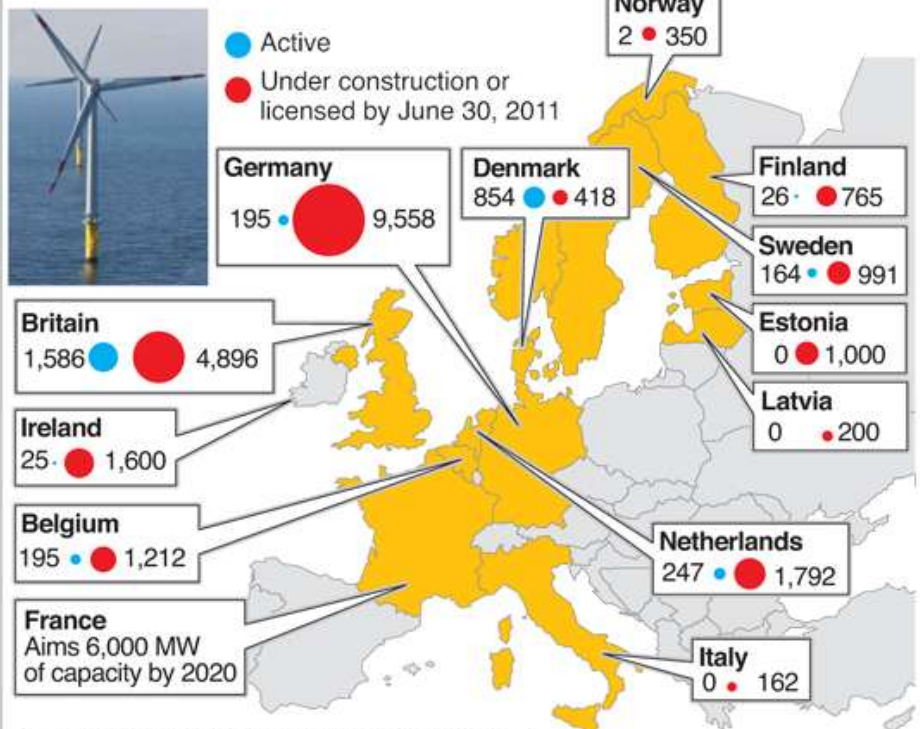 Norway
2 350
Active
Under construction or
licensed by June 30, 2011
Germany
195 9,558
Denmark
854 418
Finland
26 765
Sweden
164 991
Britain
1,586 4,896
Estonia
0 1,000
Latvia
0 200
Ireland
25 1,600
Belgium
195 1,212
Netherlands
247 1,792
France
Aims 6,000 MW
of capacity by 2020
Italy
0 162